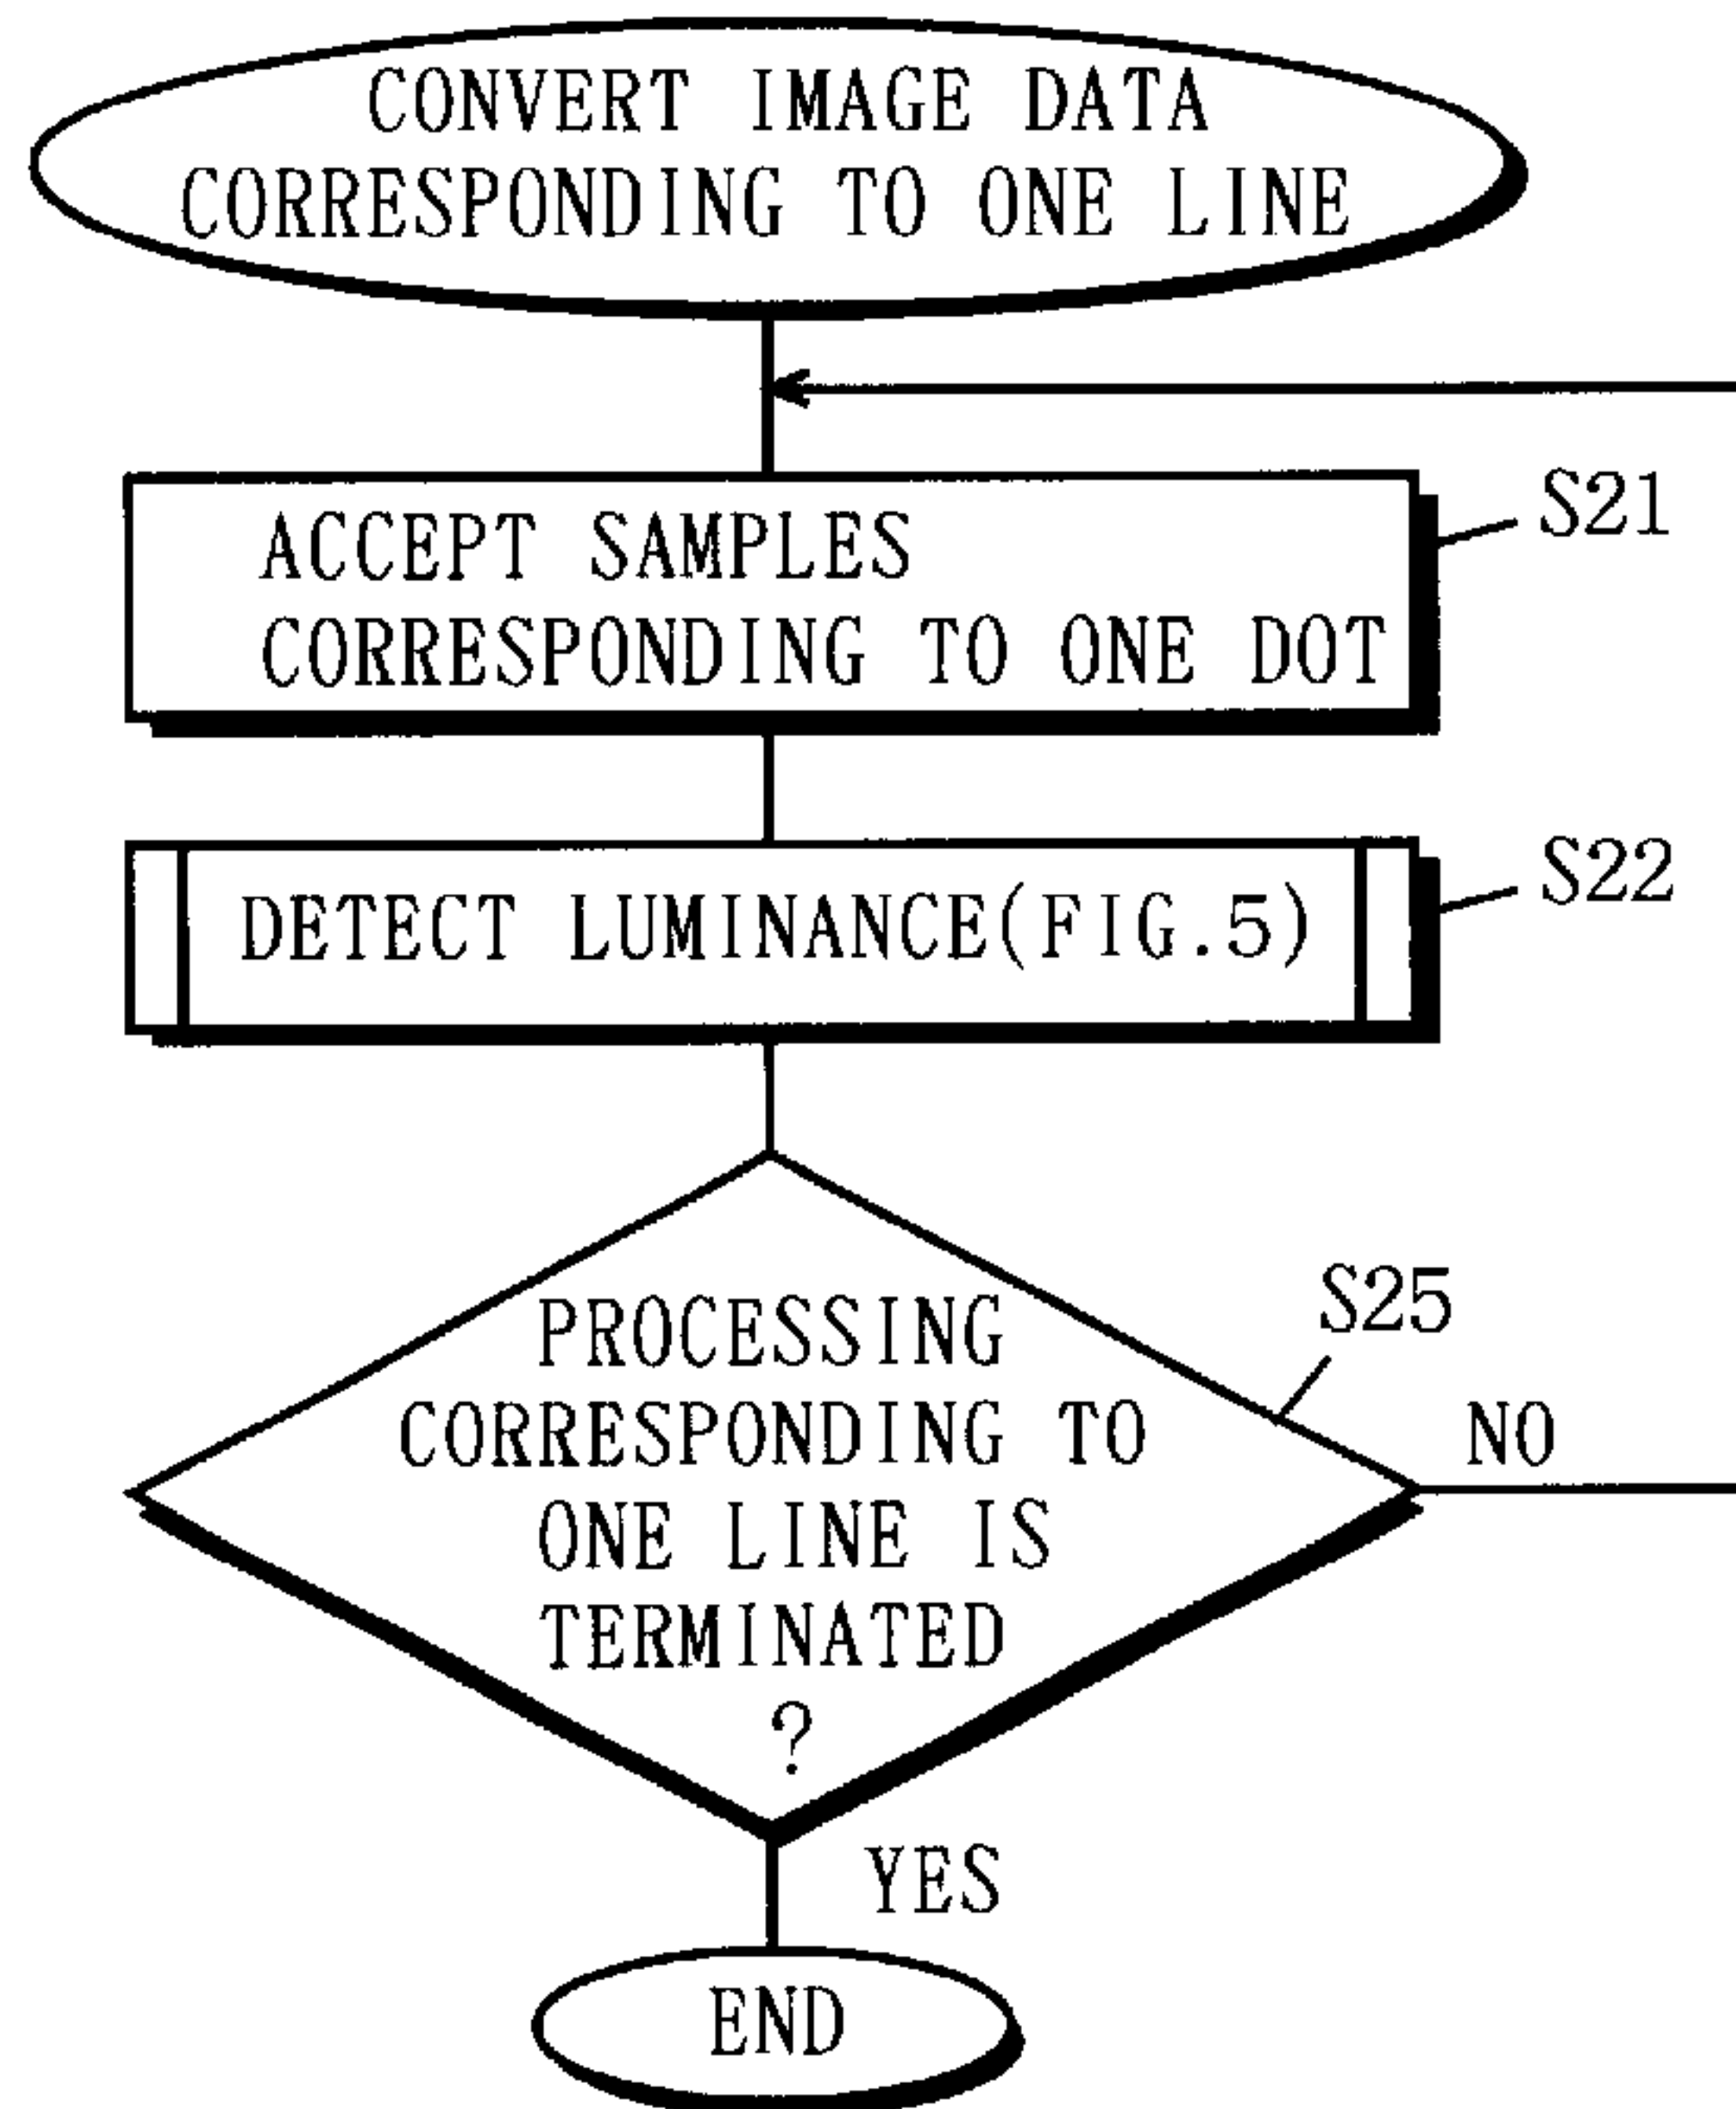 CONVERT IMAGE DATA
CORRESPONDING TO ONE LINE
ACCEPT SAMPLES
CORRESPONDING TO ONE DOT
S21
DETECT LUMINANCE(FIG.5)
S22
PROCESSING
CORRESPONDING TO
ONE LINE IS
TERMINATED
?
S25
NO
YES
END